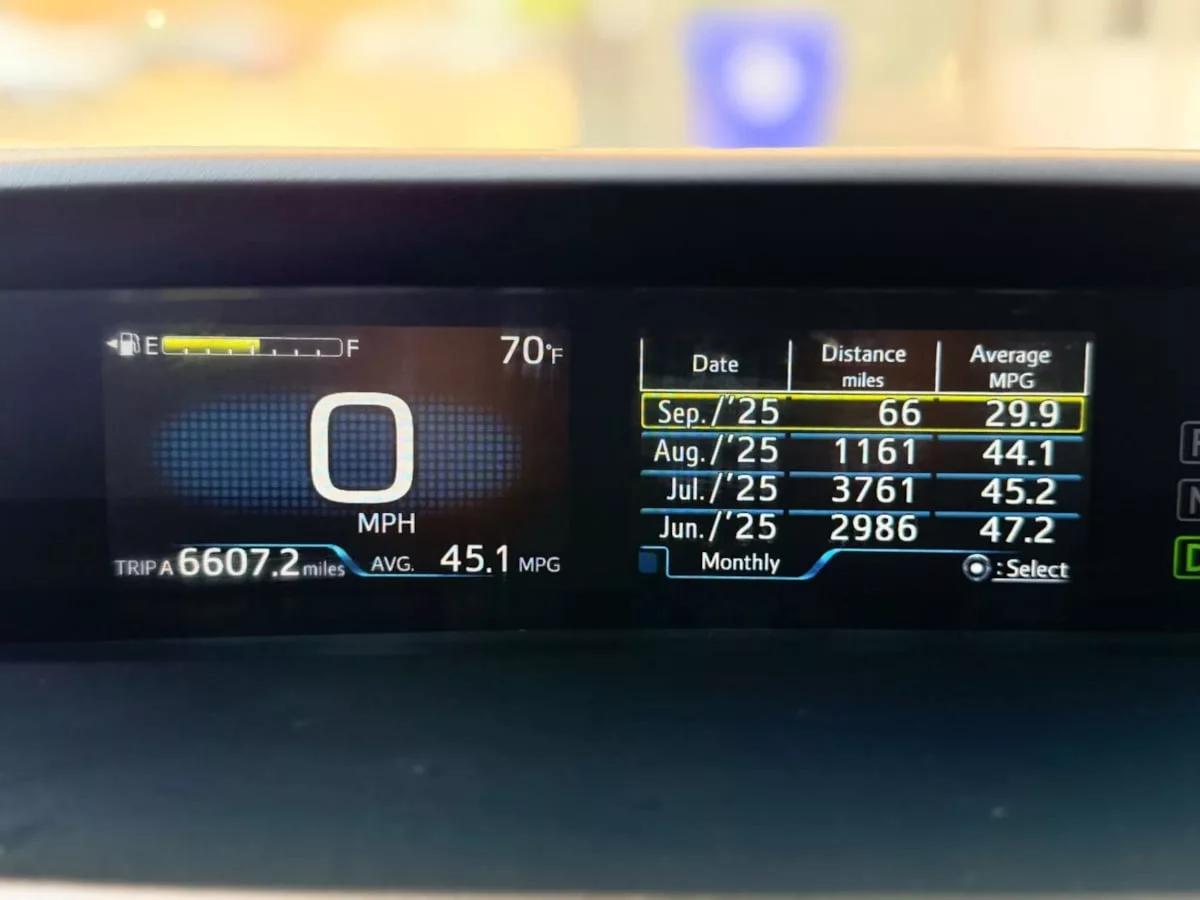 E F 70°F
0
MPH
TRIP A 6607.2 miles AVG. 45.1 MPG
Date Distance miles Average MPG
Sep./'25 66 29.9
Aug./'25 1161 44.1
Jul./'25 3761 45.2
Jun./'25 2986 47.2
Monthly : Select
N
D